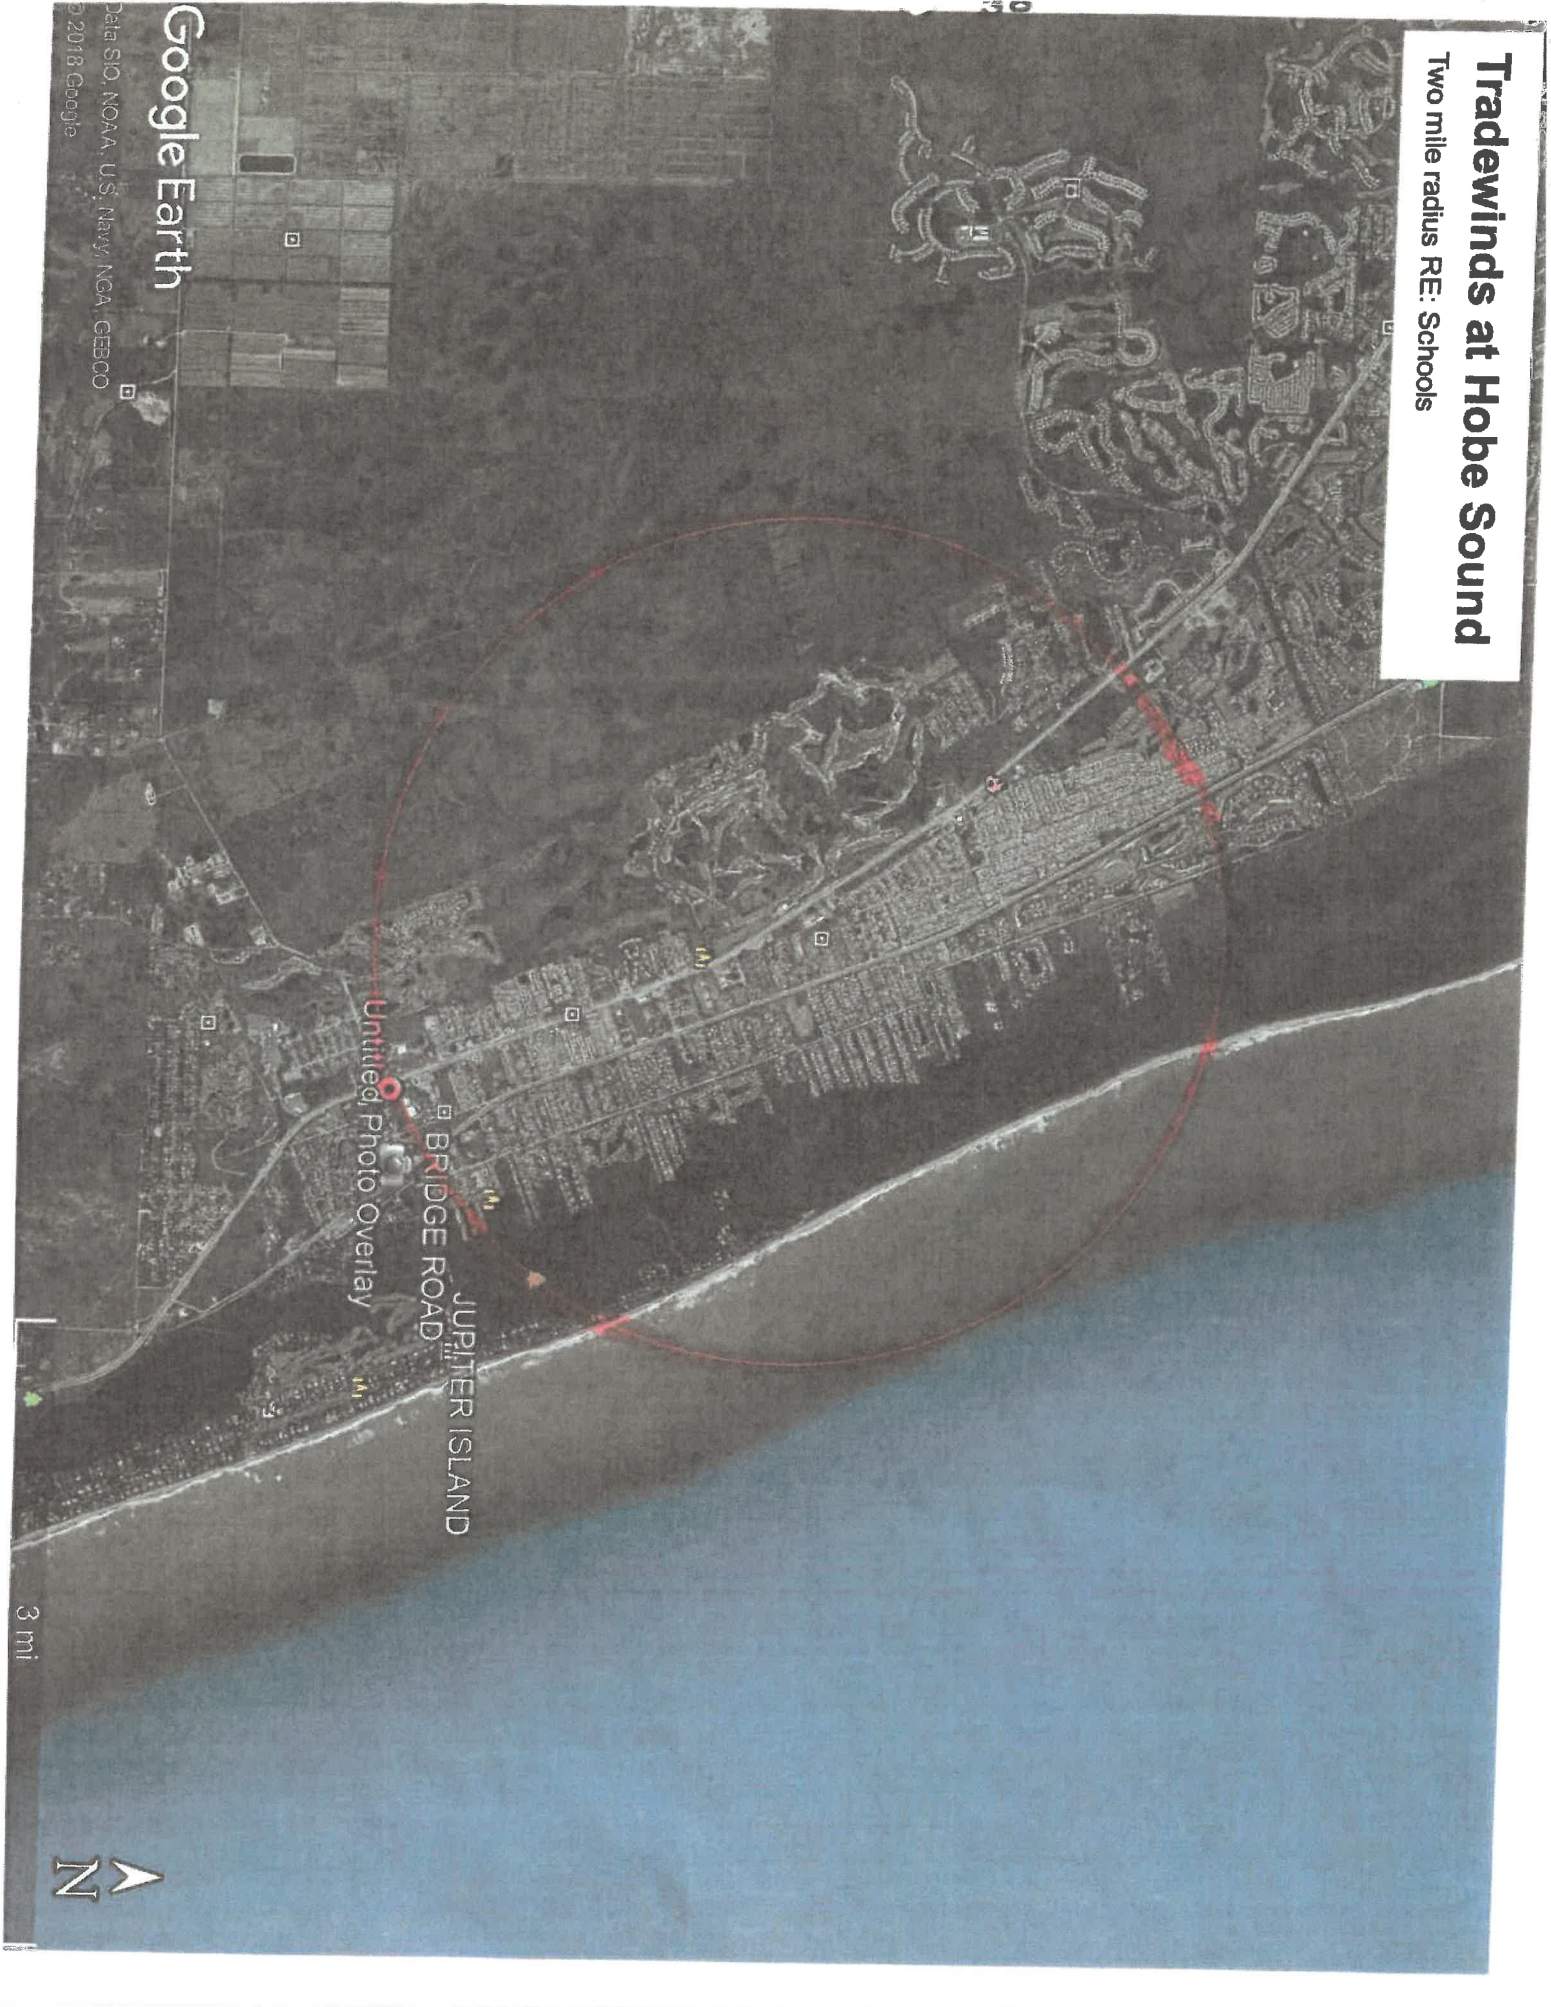 Tradewinds at Hobe Sound
Two mile radius RE: Schools
JUPITER ISLAND
BRIDGE ROAD
Untitled Photo Overlay
Google Earth
Data SIO, NOAA, U.S. Navy, NGA, GEBCO
© 2018 Google
3 mi
N